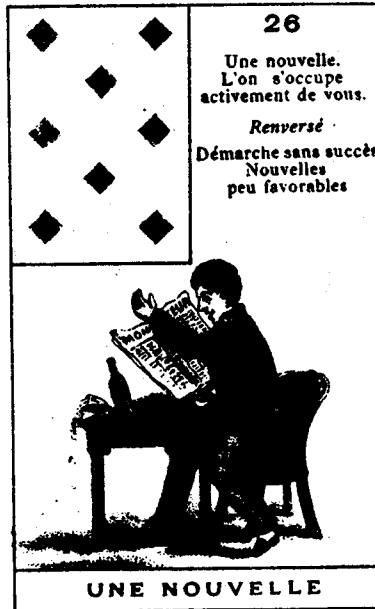 26
Une nouvelle.
L'on s'occupe
activement de vous.
Renversé
Démarche sans succès
Nouvelles
peu favorables
UNE NOUVELLE